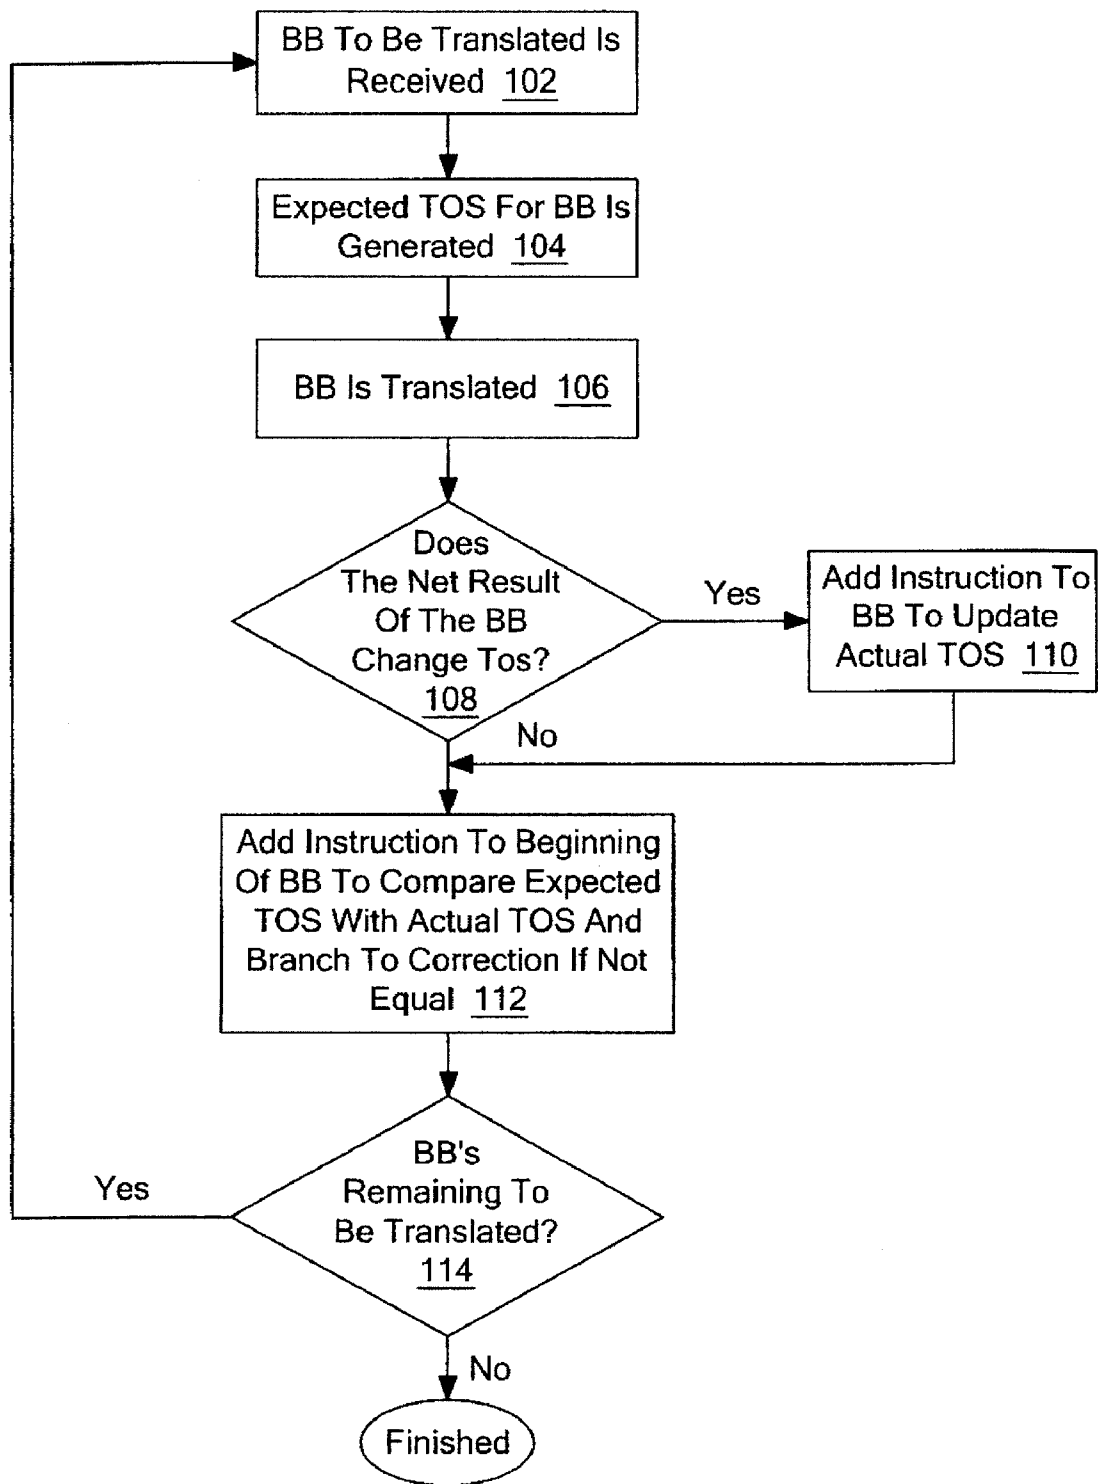 BB To Be Translated Is
Received 102
Expected TOS For BB Is
Generated 104
BB Is Translated 106
Does
The Net Result
Of The BB
Change Tos?
108
Yes
Add Instruction To
BB To Update
Actual TOS 110
No
Add Instruction To Beginning
Of BB To Compare Expected
TOS With Actual TOS And
Branch To Correction If Not
Equal 112
BB's
Remaining To
Be Translated?
114
Yes
No
Finished